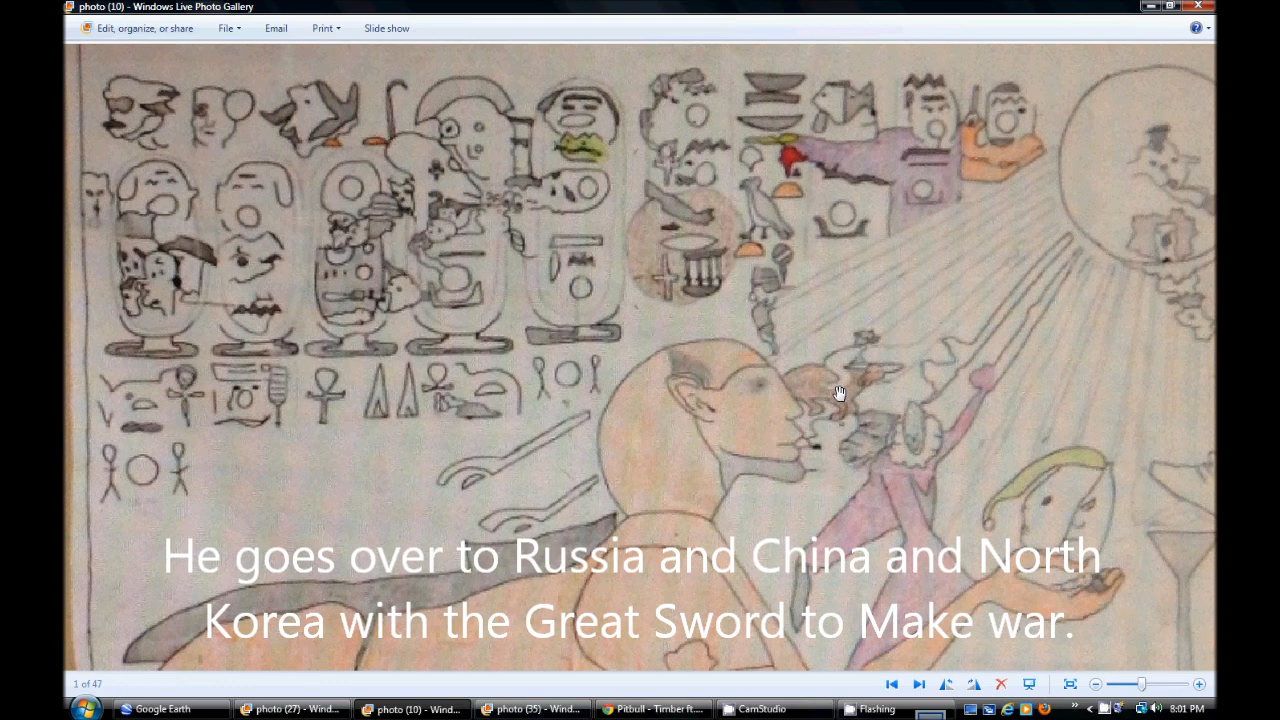 photo (10) - Windows Live Photo Gallery
Edit, organize, or share File Email Print Slide show
He goes over to Russia and China and North
Korea with the Great Sword to Make war.
1 of 47
Google Earth photo (27) - Wind... photo (10) - Wind... photo (35) - Wind... Pitbull - Timber ft.... CamStudio Flashing 8:01 PM